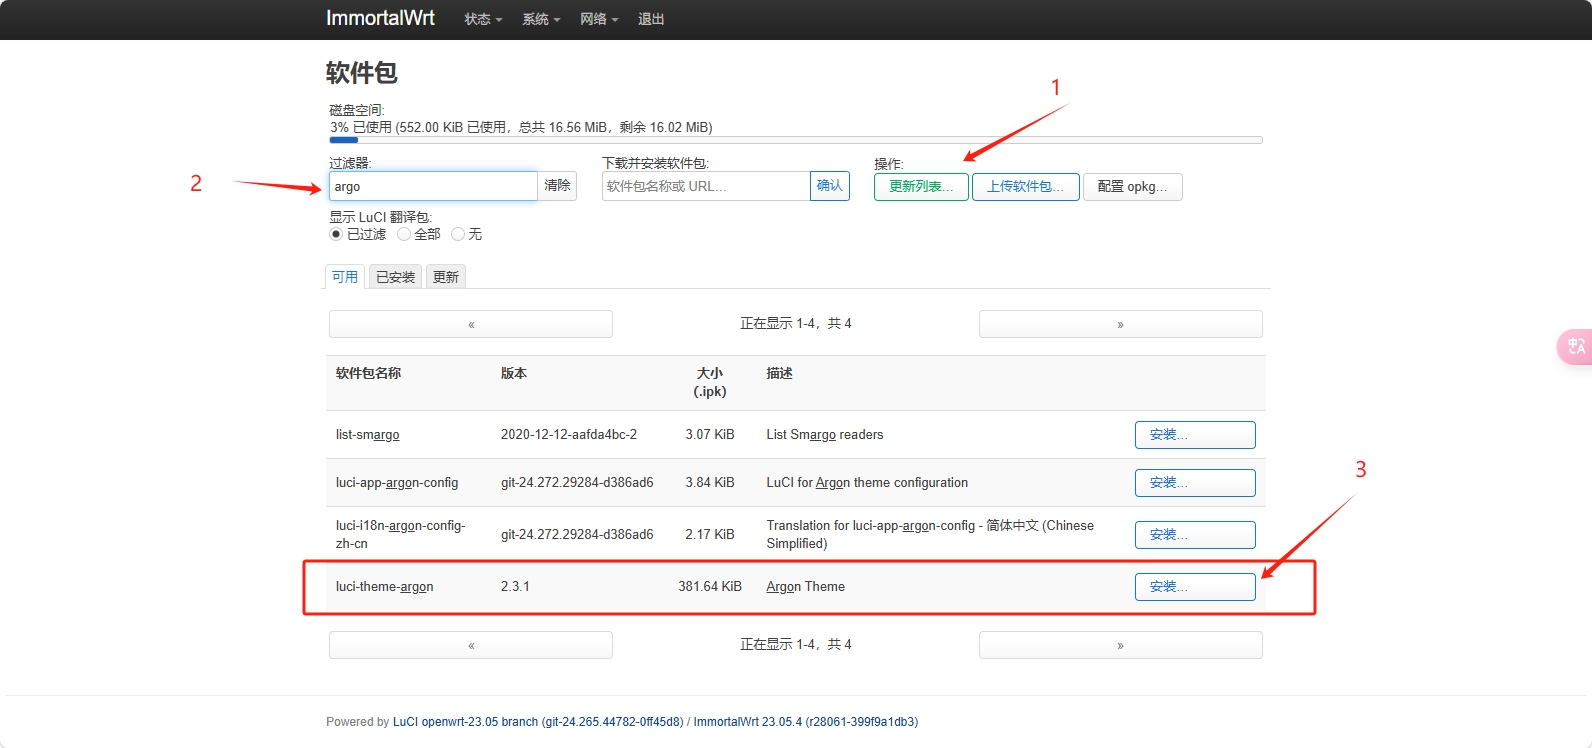 ImmortalWrt 状态 系统 网络 退出
软件包
1
磁盘空间:
3% 已使用 (552.00 KiB 已使用，总共 16.56 MiB，剩余 16.02 MiB)
过滤器: 下载并安装软件包: 操作:
2 argo 清除 软件包名称或 URL... 确认 更新列表... 上传软件包... 配置 opkg...
显示 LuCI 翻译包:
已过滤 全部 无
可用 已安装 更新
« 正在显示 1-4，共 4 »
软件包名称 版本 大小 描述
(.ipk)
list-smargo 2020-12-12-aafda4bc-2 3.07 KiB List Smargo readers 安装...
3
luci-app-argon-config git-24.272.29284-d386ad6 3.84 KiB LuCI for Argon theme configuration 安装...
luci-i18n-argon-config- Translation for luci-app-argon-config - 简体中文 (Chinese
git-24.272.29284-d386ad6 2.17 KiB 安装...
zh-cn Simplified)
luci-theme-argon 2.3.1 381.64 KiB Argon Theme 安装...
« 正在显示 1-4，共 4 »
Powered by LuCI openwrt-23.05 branch (git-24.265.44782-0ff45d8) / ImmortalWrt 23.05.4 (r28061-399f9a1db3)